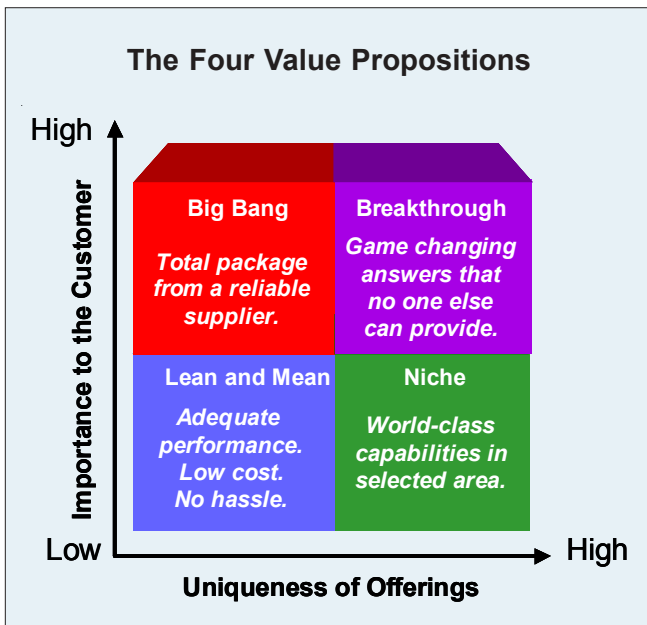 The Four Value Propositions
High
Importance to the Customer
Big Bang
Total package
from a reliable
supplier.
Breakthrough
Game changing
answers that
no one else
can provide.
Lean and Mean
Adequate
performance.
Low cost.
No hassle.
Niche
World-class
capabilities in
selected area.
Low
High
Uniqueness of Offerings